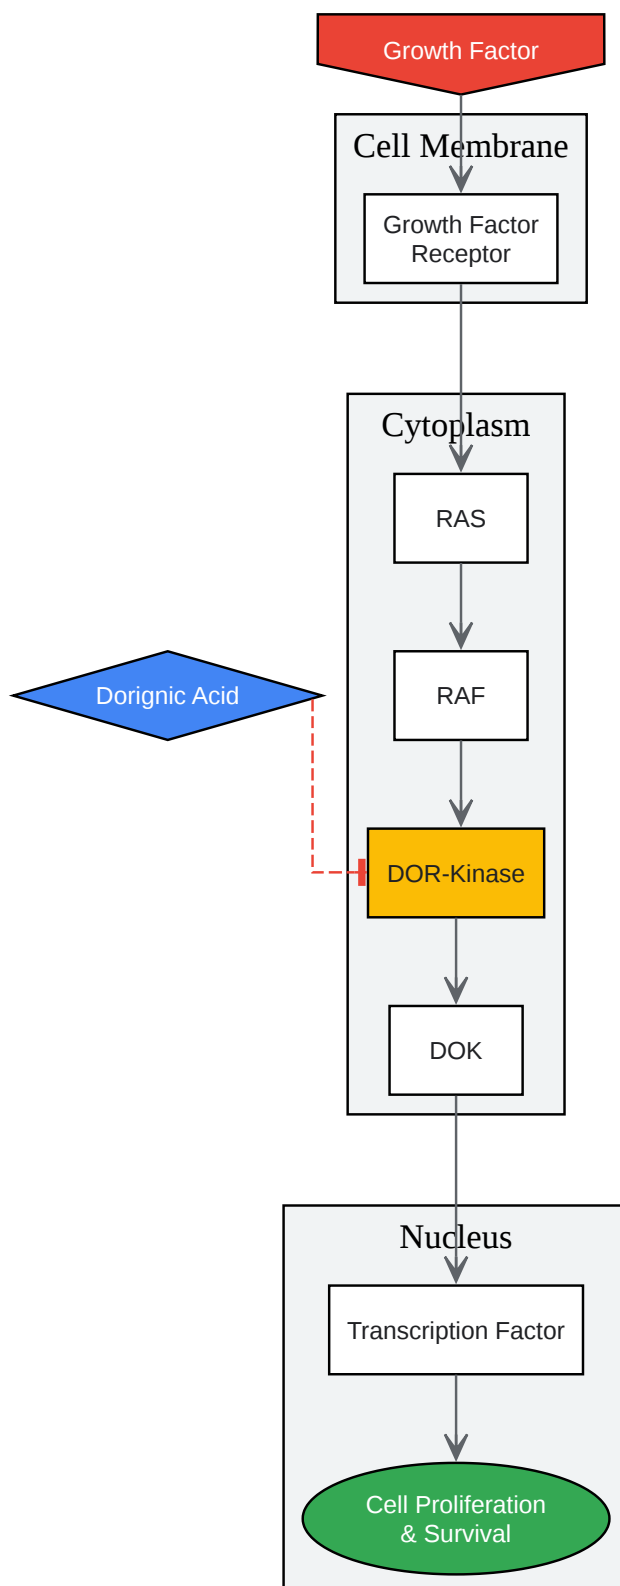 Growth Factor
Cell Membrane
Growth Factor
Receptor
Cytoplasm
RAS
Dorignic Acid
RAF
DOR-Kinase
DOK
Nucleus
Transcription Factor
Cell Proliferation
& Survival